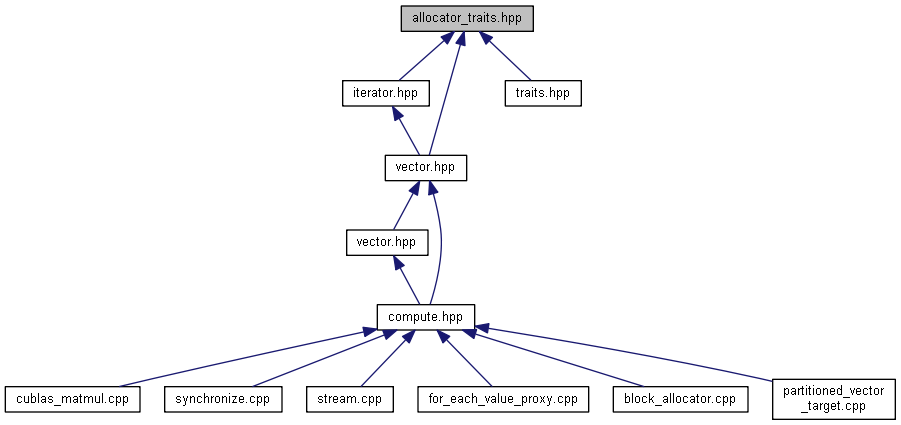 allocator_traits.hpp
iterator.hpp
traits.hpp
vector.hpp
vector.hpp
compute.hpp
cublas_matmul.cpp
synchronize.cpp
stream.cpp
for_each_value_proxy.cpp
block_allocator.cpp
partitioned_vector
_target.cpp